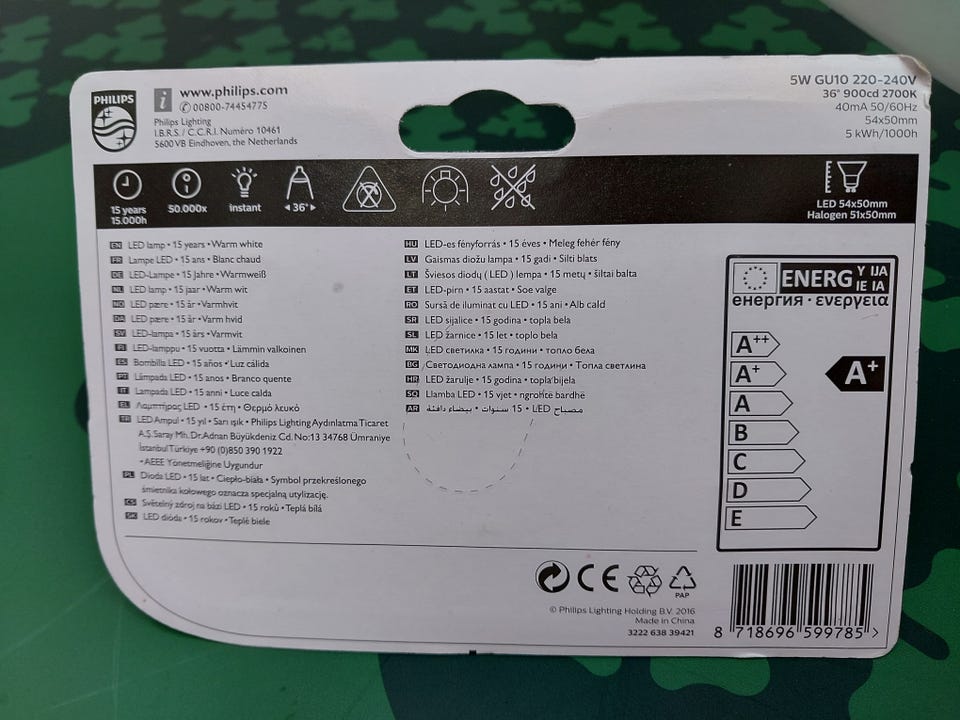 PHILIPS
i
www.philips.com
00800-74454775
Philips Lighting
I.B.R.S / C.C.R.I. Numéro 10461
5600 VB Eindhoven, the Netherlands
5W GU10 220-240V
36° 900cd 2700K
40mA 50/60Hz
54x50mm
5 kWh/1000h
15 years
15.000h
50.000x
instant
36°
LED 54x50mm
Halogen 51x50mm
EN LED lamp • 15 years • Warm white
FR Lampe LED • 15 ans • Blanc chaud
DE LED-Lampe • 15 Jahre • Warmweiß
NL LED lamp • 15 jaar • Warm wit
NO LED pære • 15 år • Varmhvit
DA LED pære • 15 år • Varm hvid
SV LED-lampa • 15 års • Varmvit
FI LED-lamppu • 15 vuotta • Lämmin valkoinen
ES Bombilla LED • 15 años • Luz cálida
PT Lâmpada LED • 15 anos • Branco quente
IT Lampada LED • 15 anni • Luce calda
EL Λαμπτήρας LED • 15 έτη • Θερμό λευκό
TR LED Ampul • 15 yıl • Sarı ışık • Philips Lighting Aydınlatma Ticaret
A.Ş. Saray Mh. Dr.Adnan Büyükdeniz Cd. No:13 34768 Ümraniye
İstanbul Türkiye +90 (0)850 390 1922
• AEEE Yönetmeliğine Uygundur
PL Dioda LED • 15 lat • Ciepło-biała • Symbol przekreślonego
śmietnika kołowego oznacza specjalną utylizację.
CS Světelný zdroj na bázi LED • 15 roků • Teplá bílá
SK LED dióda • 15 rokov • Teplé biele
HU LED-es fényforrás • 15 éves • Meleg fehér fény
LV Gaismas diožu lampa • 15 gadi • Silti blats
LT Šviesos diodų ( LED ) lempa • 15 metų • šiltai balta
ET LED-pirn • 15 aastat • Soe valge
RO Sursă de iluminat cu LED • 15 ani • Alb cald
SR LED sijalice • 15 godina • topla bela
SL LED žarnice • 15 let • toplo bela
MK LED светилка • 15 години • топло бела
BG Светодиодна лампа • 15 години • Топла светлина
HR LED žarulje • 15 godina • topla bijela
SQ Llamba LED • 15 vjet • ngrohtë bardhë
AR مصباح LED • 15 سنوات • بيضاء دافئة
ENERG Y IJA
IE IA
енергия • ενεργεια
A++
A+
A
B
C
D
E
A+
CE
PAP
© Philips Lighting Holding B.V. 2016
Made in China
3222 638 39421
8 718696 599785 >